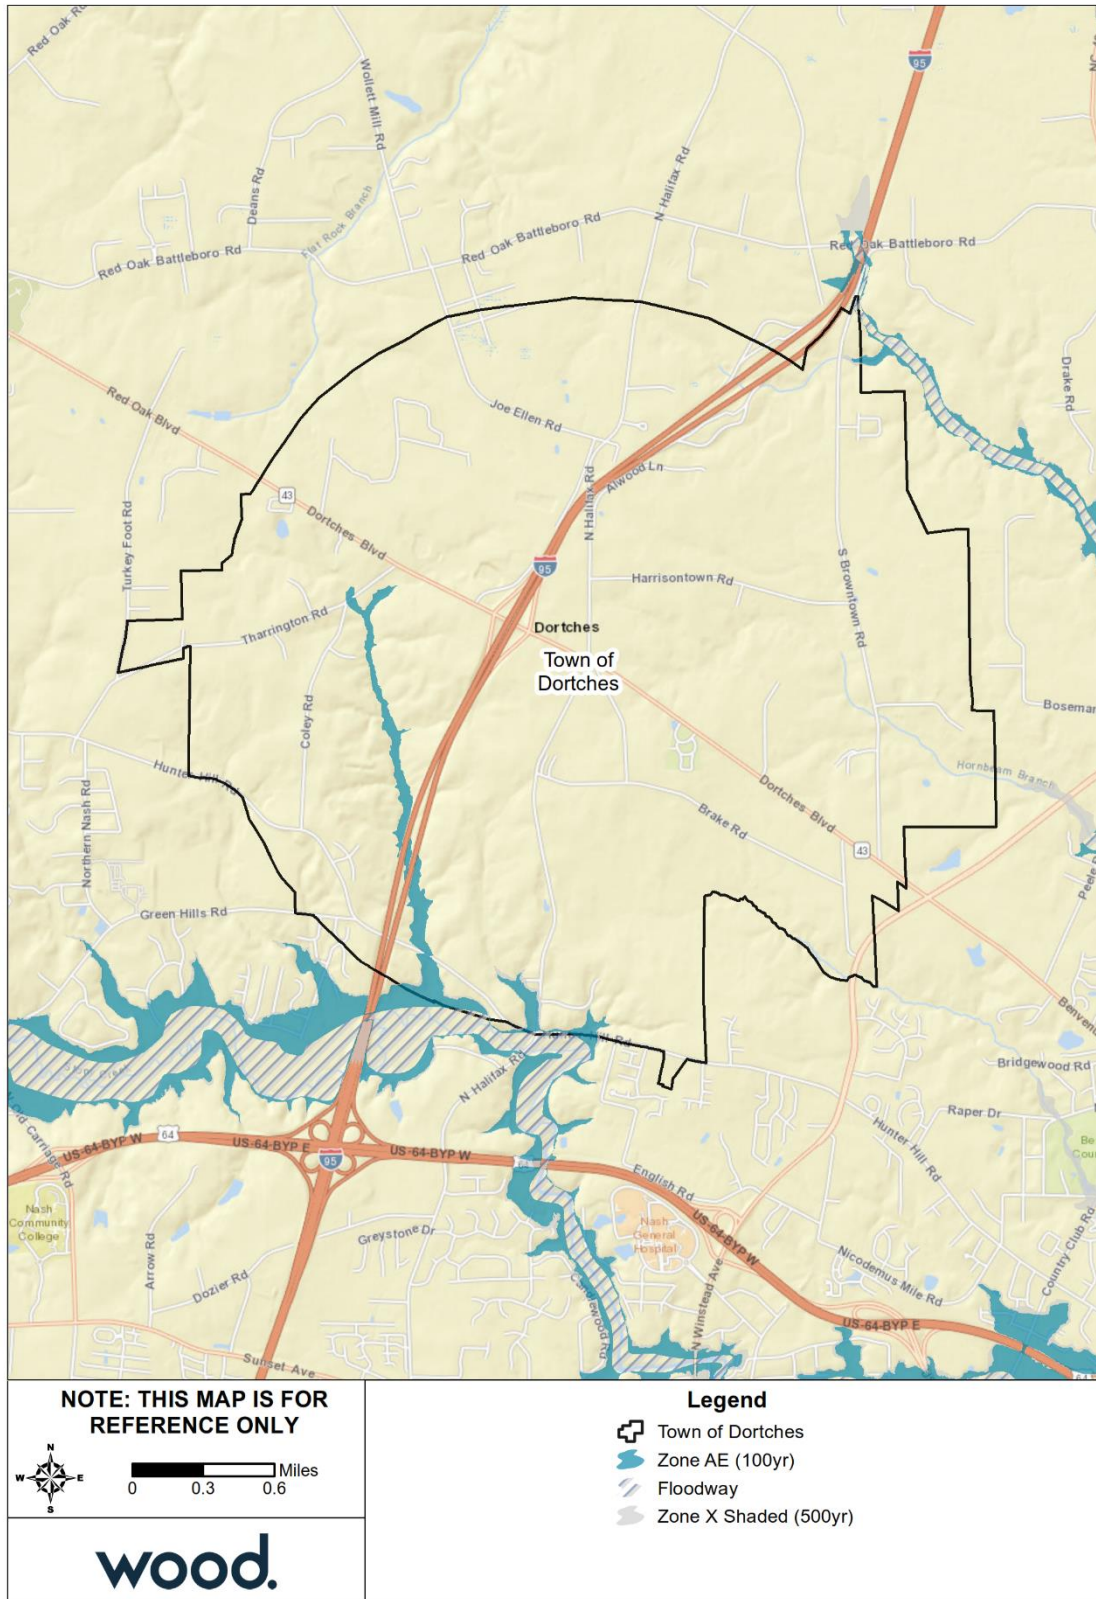 Red Oak Rd
Wollett Mill Rd
95
Deans Rd
Flat Rock Branch
N Halifax Rd
Red Oak Battleboro Rd
Red Oak Battleboro Rd
Red Oak Battleboro Rd
Drake Rd
Red Oak Blvd
Joe Ellen Rd
Alwood Ln
N Halifax Rd
43
Dortches Blvd
Turkey Foot Rd
95
Harrisontown Rd
S Browntown Rd
Tharrington Rd
Dortches
Town of
Dortches
Coley Rd
Hunter Hill Rd
Northern Nash Rd
Hornbeam Branch
Dortches Blvd
Brake Rd
43
Green Hills Rd
Hill Rd
N Halifax Rd
Bridgewood Rd
Raper Dr
Hunter Hill Rd
64
US-64-BYP W
US-64-BYP E
US-64-BYP W
95
English Rd
US-64-BYP W
Nash
Community
College
Nash
General
Hospital
Arrow Rd
Greystone Dr
Dozier Rd
Candlewood Rd
N Winstead Ave
Nicodemus Mile Rd
Country Club Rd
US-64-BYP E
Sunset Ave
NOTE: THIS MAP IS FOR
REFERENCE ONLY
N
W E
S
Miles
0 0.3 0.6
wood.
Legend
Town of Dortches
Zone AE (100yr)
Floodway
Zone X Shaded (500yr)